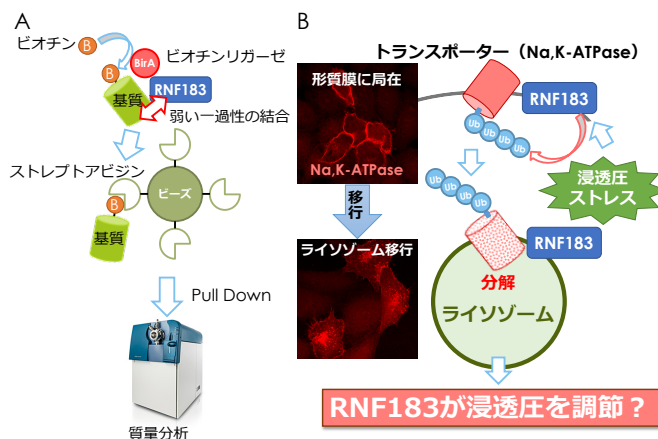 A
ビオチン
B
B
BirA
ビオチンリガーゼ
基質
RNF183
弱い一過性の結合
ストレプトアビジン
ビーズ
B
基質
Pull Down
質量分析
B
トランスポーター（Na,K-ATPase）
形質膜に局在
Na,K-ATPase
移行
ライソゾーム移行
RNF183
Ub
Ub
Ub
Ub
浸透圧
ストレス
Ub
Ub
Ub
Ub
RNF183
分解
ライソゾーム
RNF183が浸透圧を調節？